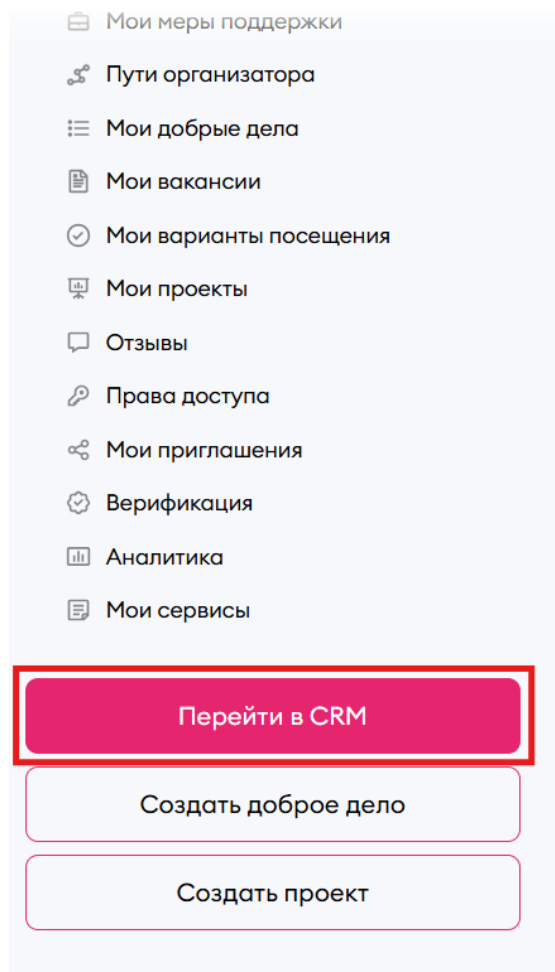 Мои меры поддержки
Пути организатора
Мои добрые дела
Мои вакансии
Мои варианты посещения
Мои проекты
Отзывы
Права доступа
Мои приглашения
Верификация
Аналитика
Мои сервисы
Перейти в CRM
Создать доброе дело
Создать проект